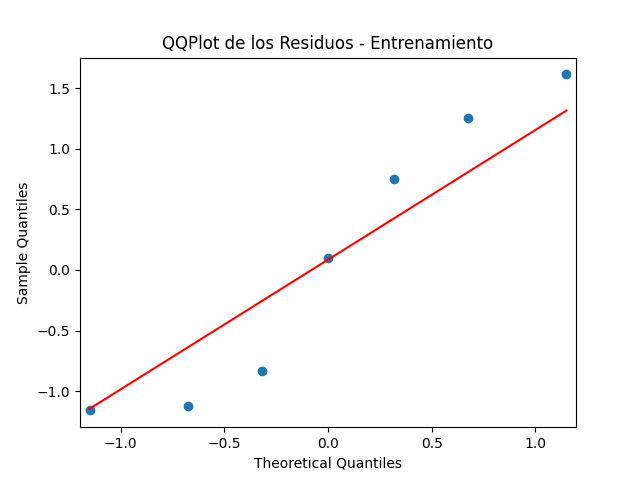 QQPlot de los Residuos - Entrenamiento
1.5
1.0
0.5
0.0
−0.5
−1.0
Sample Quantiles
−1.0 −0.5 0.0 0.5 1.0
Theoretical Quantiles